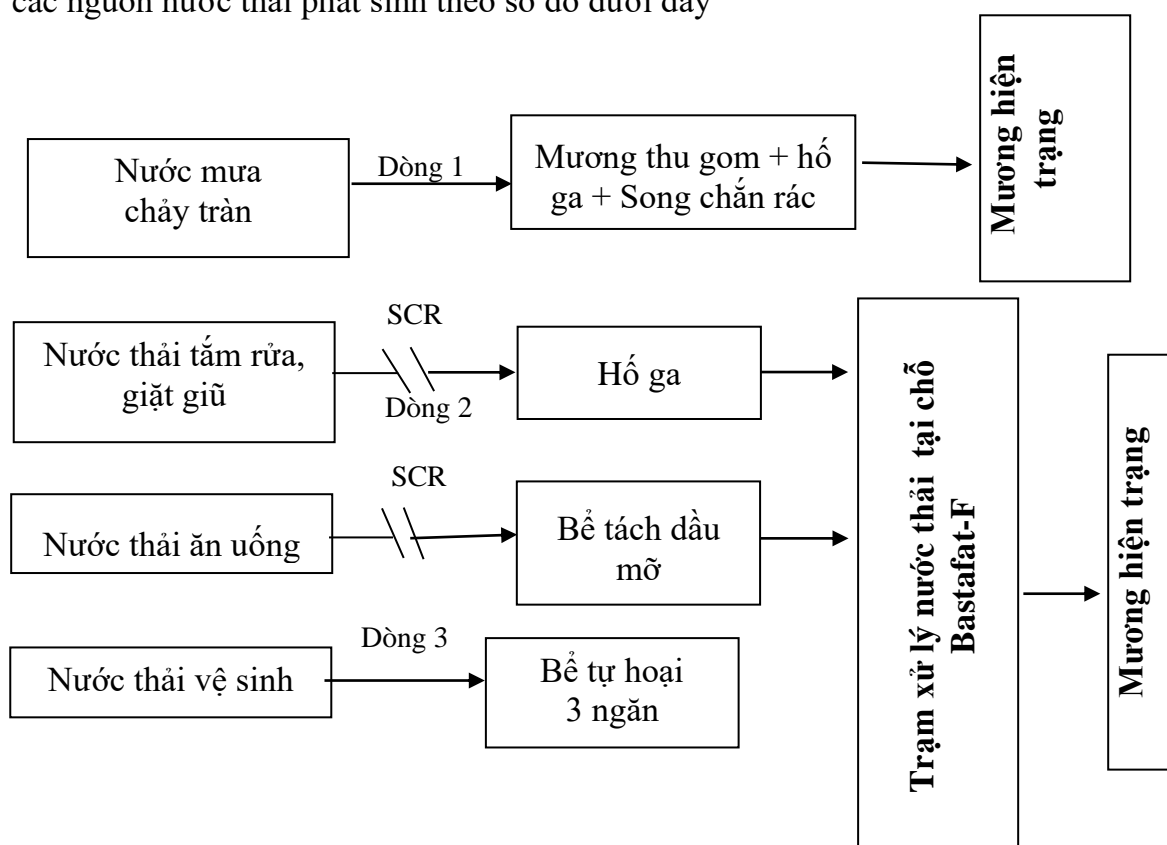 các nguồn nước thải phát sinh theo sơ đồ dưới đây
Nước mưa
chảy tràn
Dòng 1
Mương thu gom + hố
ga + Song chắn rác
Mương hiện
trạng
Nước thải tắm rửa,
giặt giũ
SCR
Dòng 2
Hố ga
Nước thải ăn uống
SCR
Bể tách dầu
mỡ
Nước thải vệ sinh
Dòng 3
Bể tự hoại
3 ngăn
Trạm xử lý nước thải tại chỗ
Bastafat-F
Mương hiện trạng